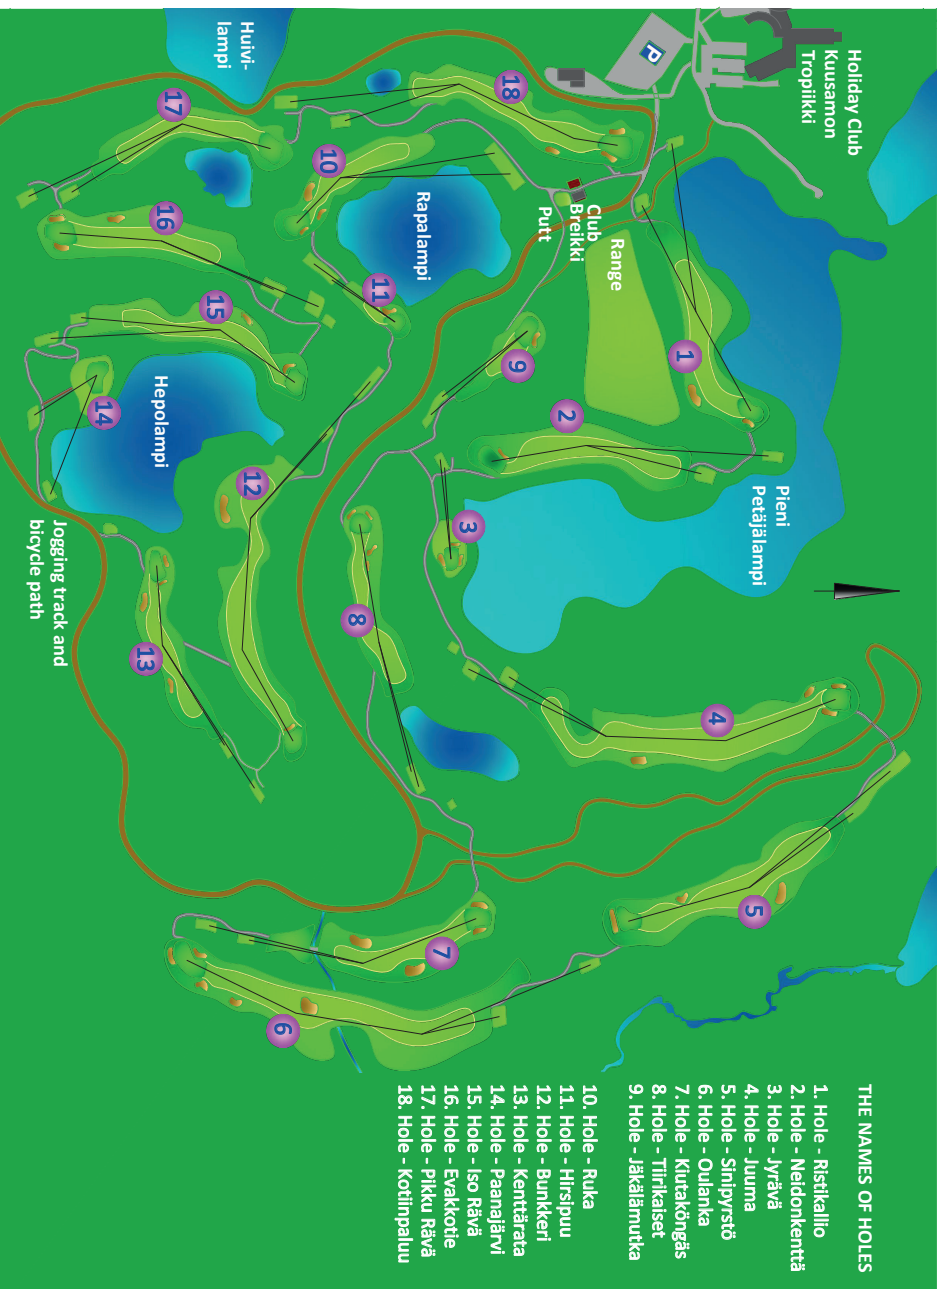 Holiday Club
Kuusamon
Tropiikki
P
Huivi-
lampi
Rapalampi
Club
Breikki
Putt
Range
Pieni
Petäjälampi
Hepolampi
Jogging track and
bicycle path
1
2
3
4
5
6
7
8
9
10
11
12
13
14
15
16
17
18
THE NAMES OF HOLES
1. Hole - Ristikallio
2. Hole - Neidonkenttä
3. Hole - Jyrävä
4. Hole - Juuma
5. Hole - Sinipyrstö
6. Hole - Oulanka
7. Hole - Kiutaköngäs
8. Hole - Tiirikaiset
9. Hole - Jäkälämutka
10. Hole - Ruka
11. Hole - Hirsipuu
12. Hole - Bunkkeri
13. Hole - Kenttärata
14. Hole - Paanajärvi
15. Hole - Iso Rävä
16. Hole - Evakkotie
17. Hole - Pikku Rävä
18. Hole - Kotiinpaluu